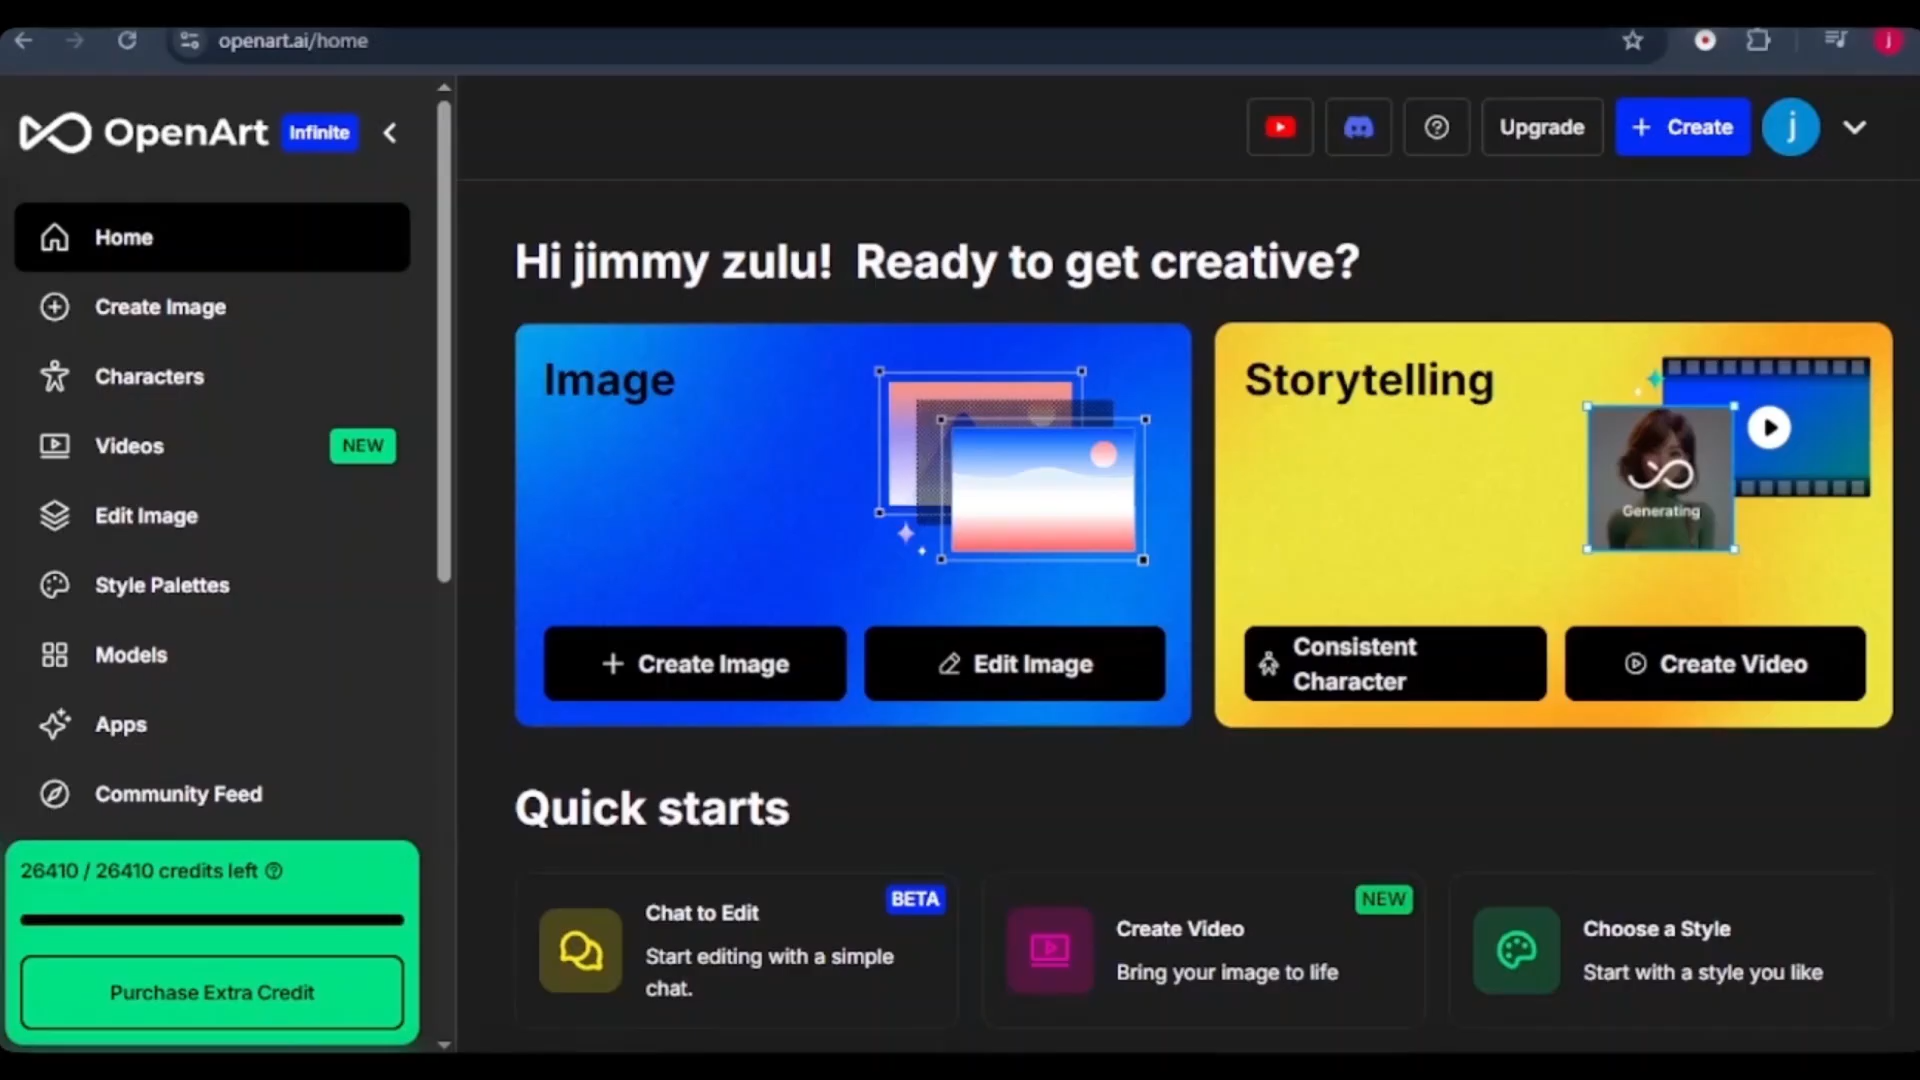 openart.ai/home
j
OpenArt Infinite
Upgrade
+ Create
j
Home
Create Image
Characters
Videos NEW
Edit Image
Style Palettes
Models
Apps
Community Feed
26410 / 26410 credits left
Purchase Extra Credit
Hi jimmy zulu! Ready to get creative?
Image
+ Create Image
Edit Image
Storytelling
Generating
Consistent
Character
Create Video
Quick starts
Chat to Edit
BETA
Start editing with a simple
chat.
Create Video
NEW
Bring your image to life
Choose a Style
Start with a style you like